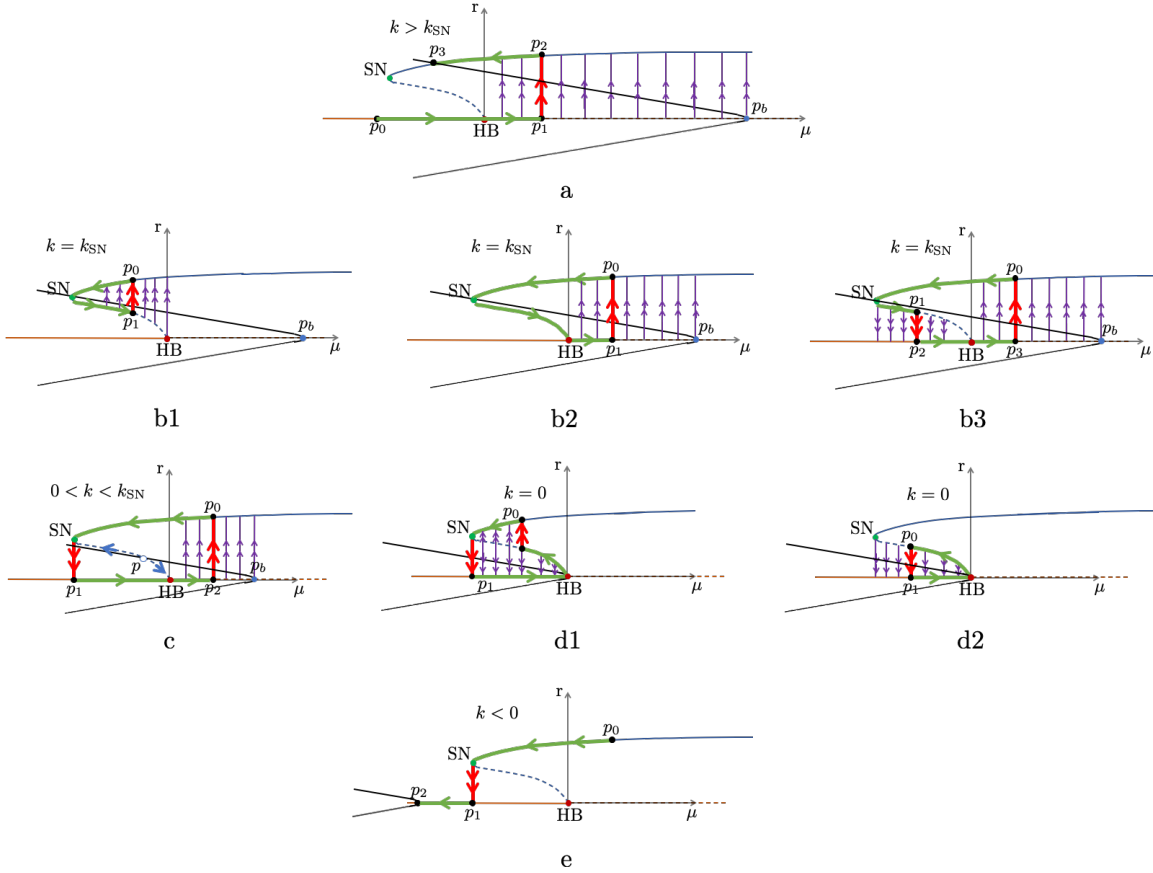 r
k > k_SN
p_3
p_2
SN
p_b
p_0
HB
p_1
μ
a
r
k = k_SN
p_0
SN
p_1
p_b
HB
μ
b1
r
k = k_SN
p_0
SN
p_b
HB
p_1
μ
b2
r
k = k_SN
p_0
SN
p_1
p_b
p_2
HB
p_3
μ
b3
r
0 < k < k_SN
p_0
SN
p
p_b
p_1
HB
p_2
μ
c
r
k = 0
p_0
SN
p_1
HB
μ
d1
r
k = 0
SN
p_0
p_1
HB
μ
d2
r
k < 0
p_0
SN
p_2
p_1
HB
μ
e